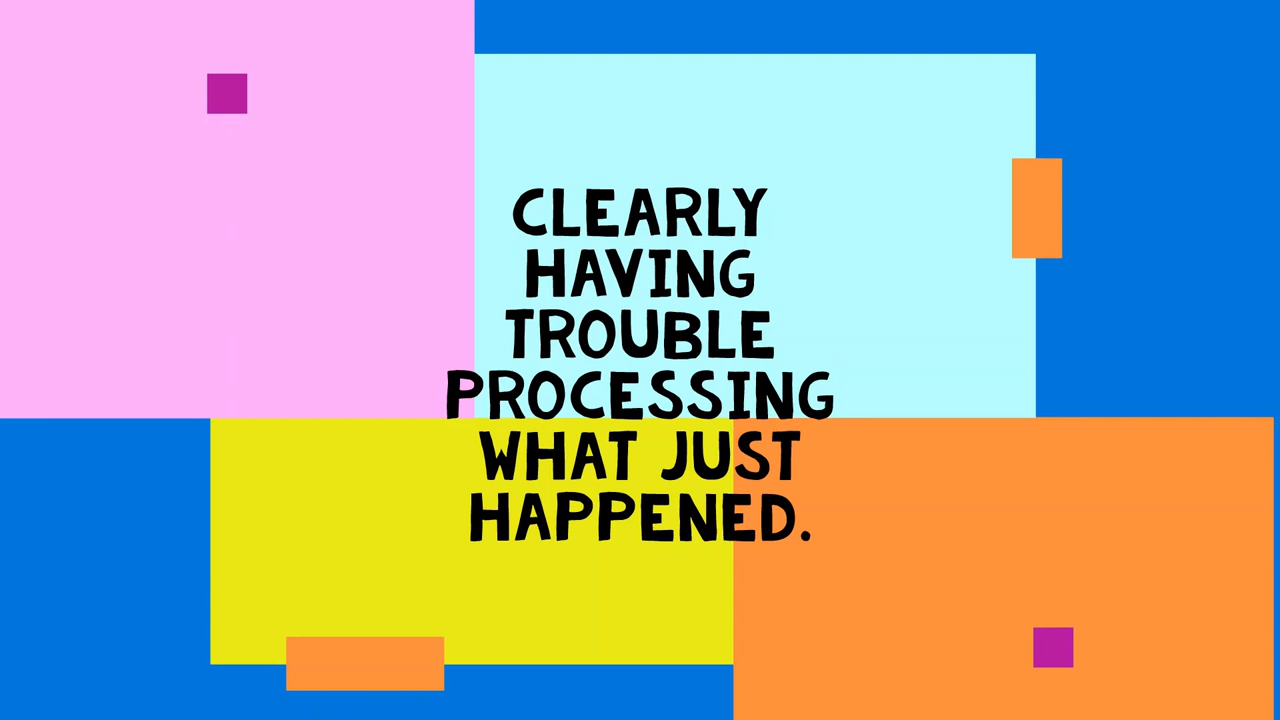 CLEARLY
HAVING
TROUBLE
PROCESSING
WHAT JUST
HAPPENED.